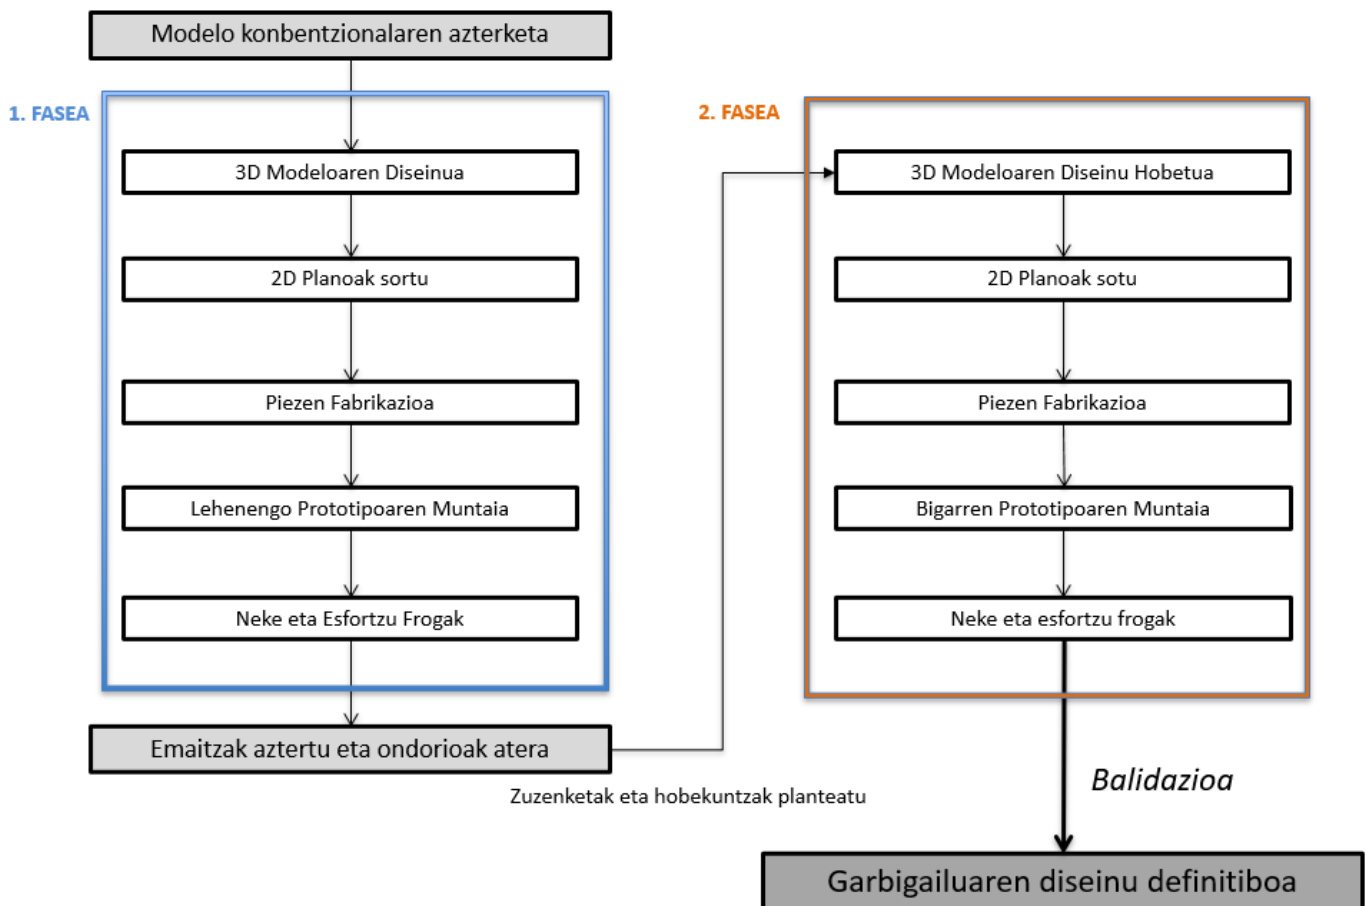 Modelo konbentzionalaren azterketa
1. FASEA
3D Modeloaren Diseinua
2D Planoak sortu
Piezen Fabrikazioa
Lehenengo Prototipoaren Muntaia
Neke eta Esfortzu Frogak
Emaitzak aztertu eta ondorioak atera
Zuzenketak eta hobekuntzak planteatu
2. FASEA
3D Modeloaren Diseinu Hobetua
2D Planoak sotu
Piezen Fabrikazioa
Bigarren Prototipoaren Muntaia
Neke eta esfortzu frogak
Balidazioa
Garbigailuaren diseinu definitiboa